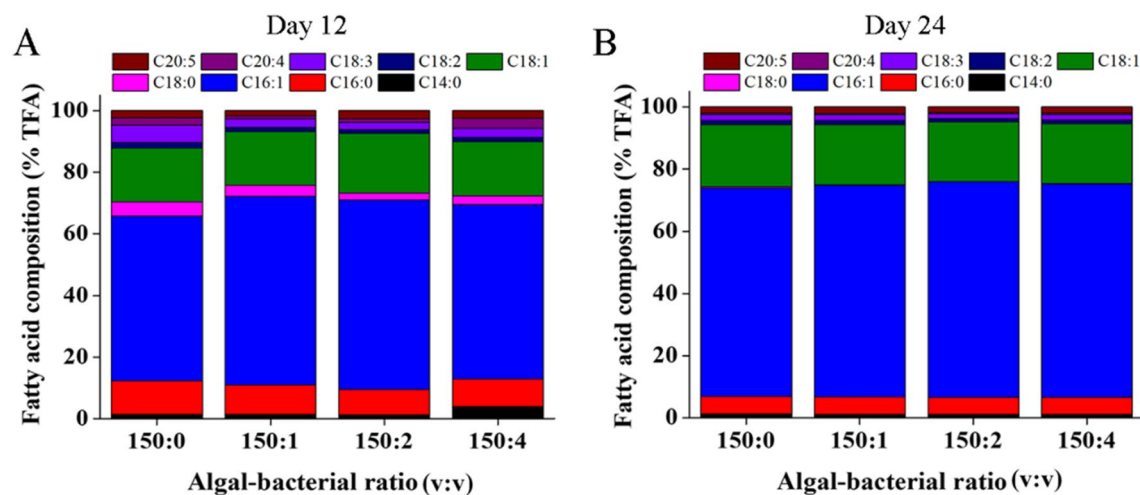 A
Day 12
C20:5 C20:4 C18:3 C18:2 C18:1
C18:0 C16:1 C16:0 C14:0
Fatty acid composition (% TFA)
100
80
60
40
20
0
150:0 150:1 150:2 150:4
Algal-bacterial ratio (v:v)
B
Day 24
C20:5 C20:4 C18:3 C18:2 C18:1
C18:0 C16:1 C16:0 C14:0
Fatty acid composition (% TFA)
100
80
60
40
20
0
150:0 150:1 150:2 150:4
Algal-bacterial ratio (v:v)